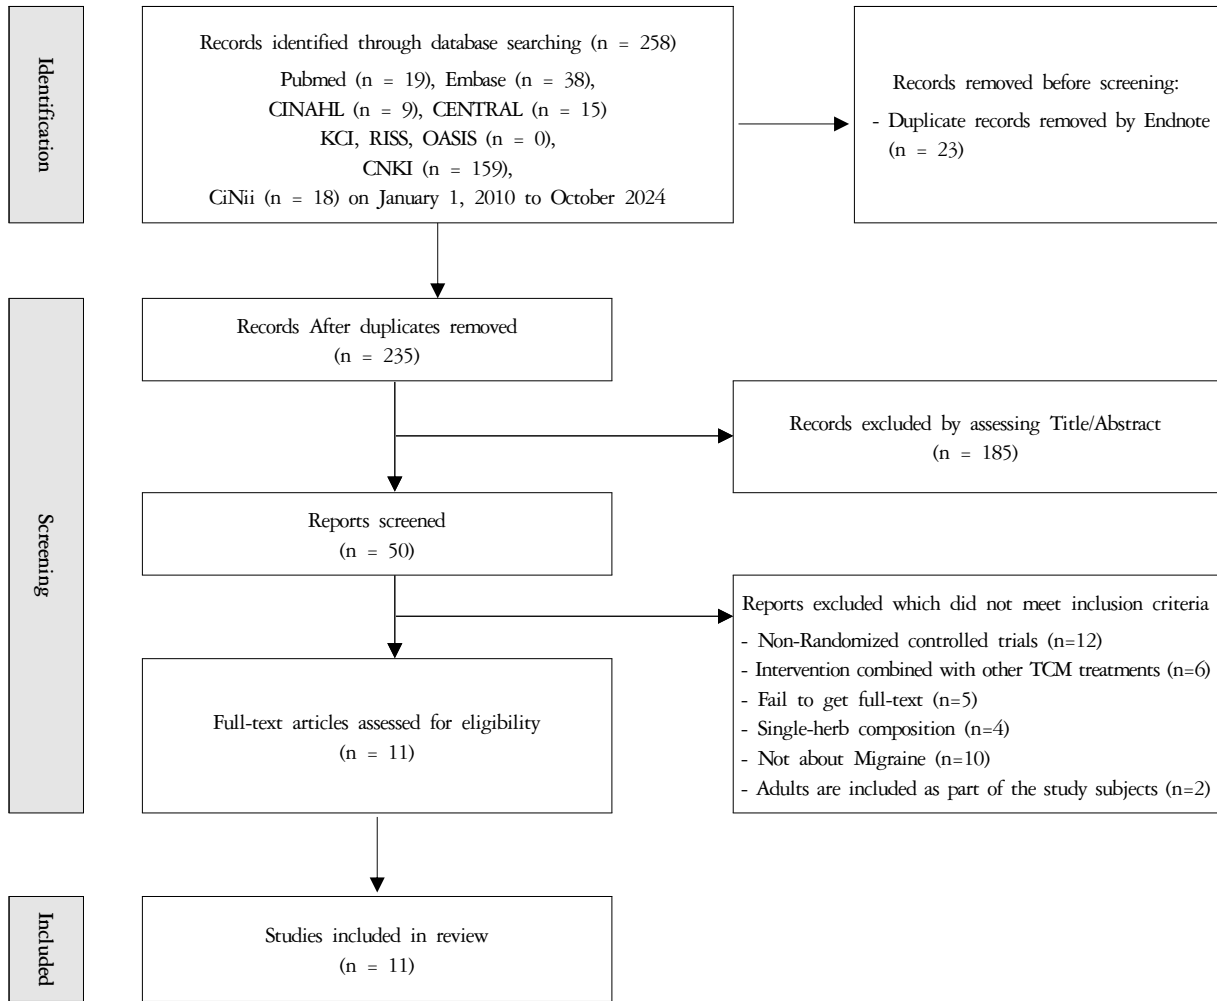 Identification
Records identified through database searching (n = 258)
Pubmed (n = 19), Embase (n = 38),
CINAHL (n = 9), CENTRAL (n = 15)
KCI, RISS, OASIS (n = 0),
CNKI (n = 159),
CiNii (n = 18) on January 1, 2010 to October 2024
Records removed before screening:
- Duplicate records removed by Endnote
(n = 23)
Screening
Records After duplicates removed
(n = 235)
Records excluded by assessing Title/Abstract
(n = 185)
Reports screened
(n = 50)
Reports excluded which did not meet inclusion criteria
- Non-Randomized controlled trials (n=12)
- Intervention combined with other TCM treatments (n=6)
- Fail to get full-text (n=5)
- Single-herb composition (n=4)
- Not about Migraine (n=10)
- Adults are included as part of the study subjects (n=2)
Full-text articles assessed for eligibility
(n = 11)
Included
Studies included in review
(n = 11)